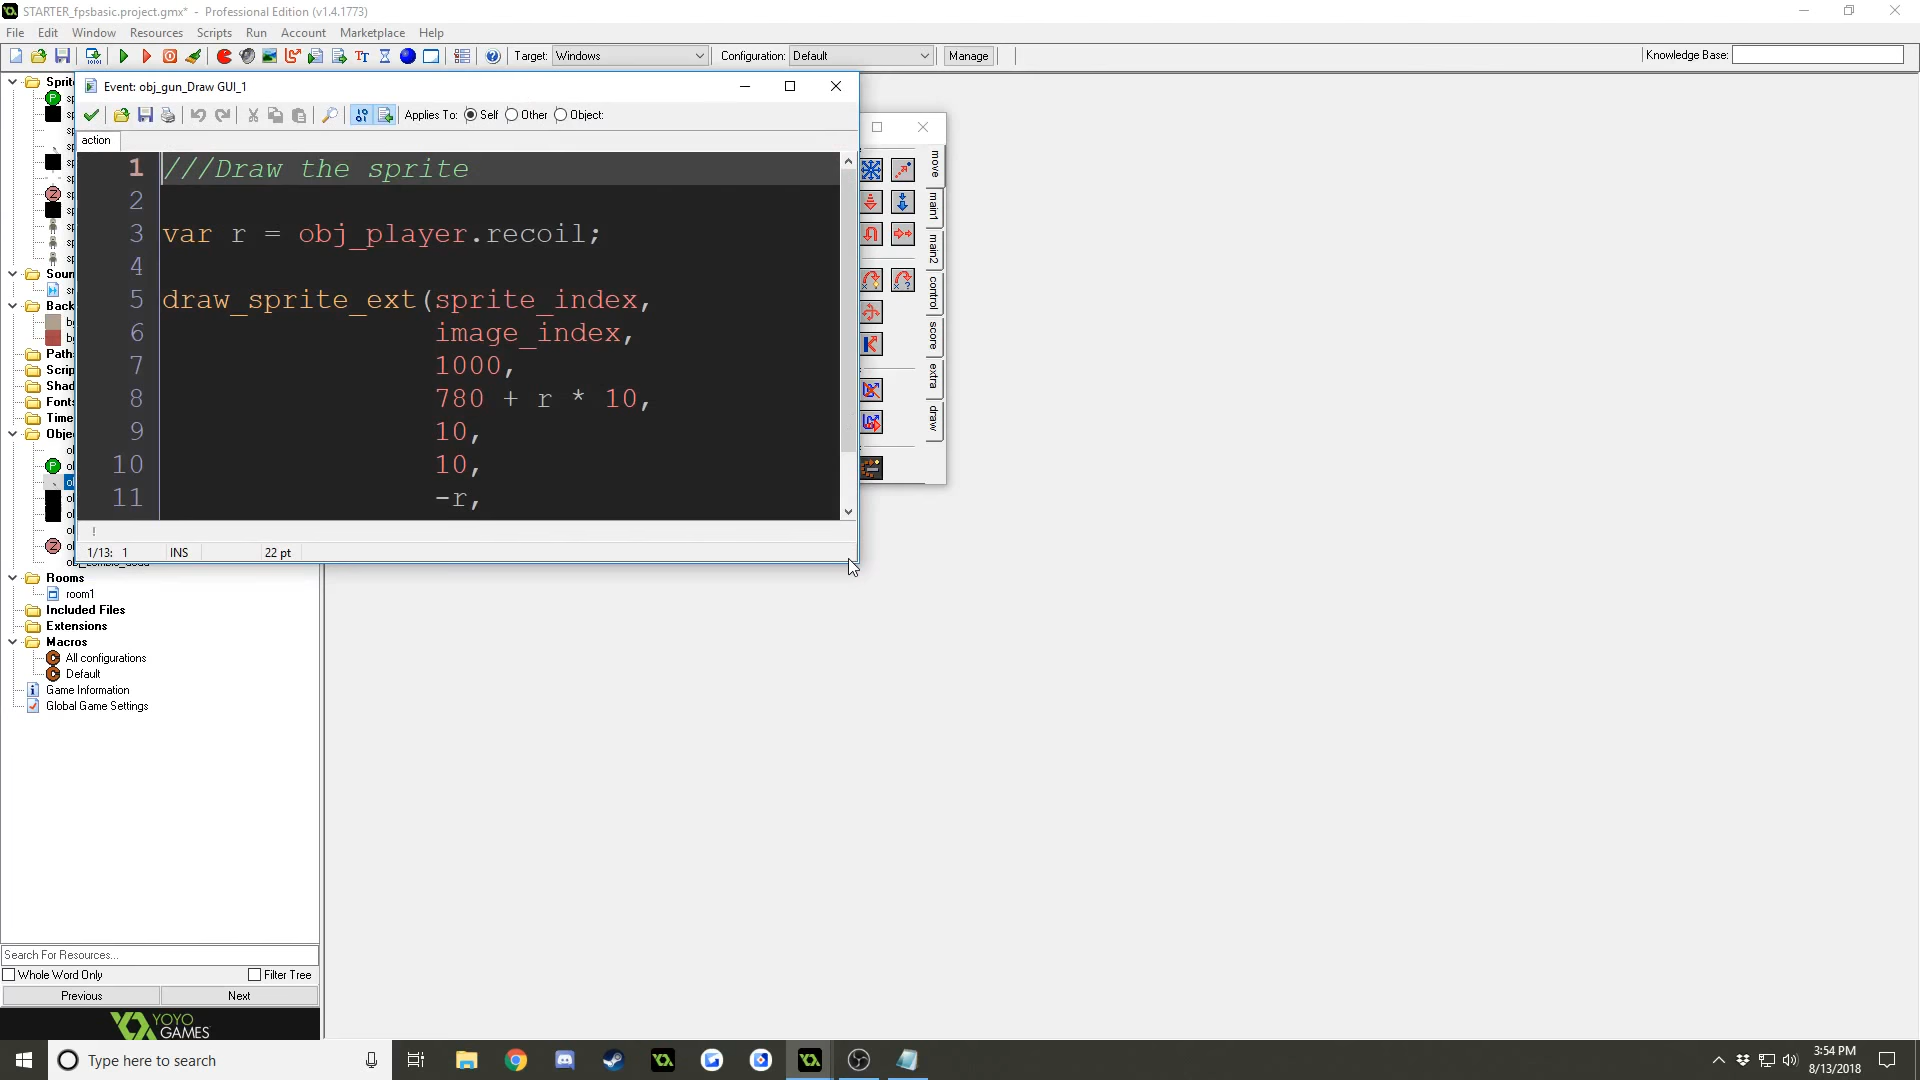 STARTER_fpsbasic.project.gmx* - Professional Edition (v1.4.1773)
File Edit Window Resources Scripts Run Account Marketplace Help
Target: Windows Configuration: Default Manage Knowledge Base:
Event: obj_gun_Draw GUI_1
Applies To: Self Other Object:
action
1 ///Draw the sprite
2
3 var r = obj_player.recoil;
4
5 draw_sprite_ext(sprite_index,
6 image_index,
7 1000,
8 780 + r * 10,
9 10,
10 10,
11 -r,
!
1/13: 1 INS 22 pt
move
main1
main2
control
score
extra
draw
Rooms
room1
Included Files
Extensions
Macros
All configurations
Default
Game Information
Global Game Settings
Search For Resources...
Whole Word Only Filter Tree
Previous Next
YOYO
GAMES
Type here to search
3:54 PM
8/13/2018